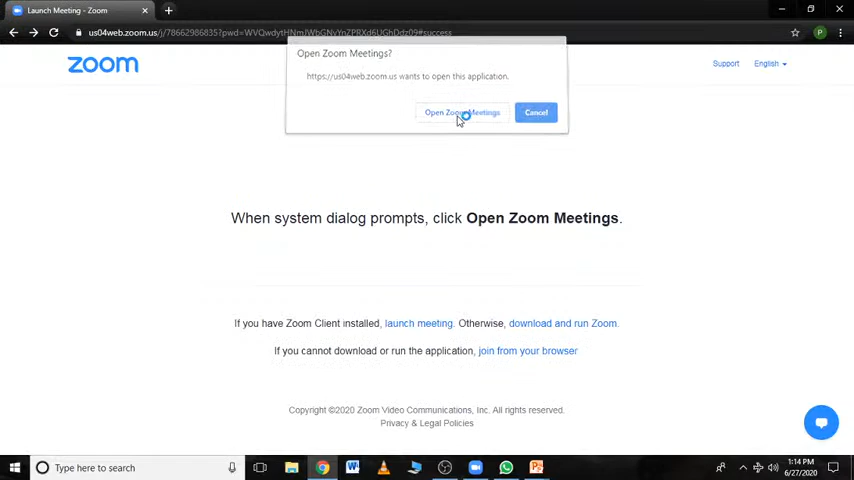 Launch Meeting - Zoom
us04web.zoom.us/j/78662986835?pwd=WVQwdytHNmJWbGNvYnZPRXd6UGhDdz09#success
P
zoom
Support English
Open Zoom Meetings?
https://us04web.zoom.us wants to open this application.
Open Zoom Meetings Cancel
When system dialog prompts, click Open Zoom Meetings.
If you have Zoom Client installed, launch meeting. Otherwise, download and run Zoom.
If you cannot download or run the application, join from your browser
Copyright ©2020 Zoom Video Communications, Inc. All rights reserved.
Privacy & Legal Policies
Type here to search
1:14 PM
6/27/2020